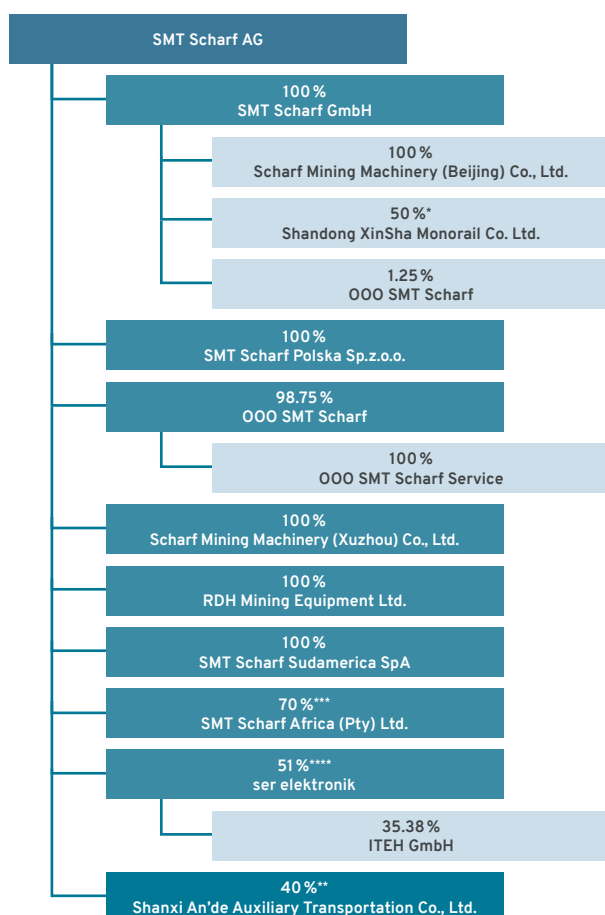 SMT Scharf AG
100 %
SMT Scharf GmbH
100 %
Scharf Mining Machinery (Beijing) Co., Ltd.
50 %*
Shandong XinSha Monorail Co. Ltd.
1.25 %
OOO SMT Scharf
100 %
SMT Scharf Polska Sp.z.o.o.
98.75 %
OOO SMT Scharf
100 %
OOO SMT Scharf Service
100 %
Scharf Mining Machinery (Xuzhou) Co., Ltd.
100 %
RDH Mining Equipment Ltd.
100 %
SMT Scharf Sudamerica SpA
70 %***
SMT Scharf Africa (Pty) Ltd.
51 %****
ser elektronik
35.38 %
ITEH GmbH
40 %**
Shanxi An’de Auxiliary Transportation Co., Ltd.